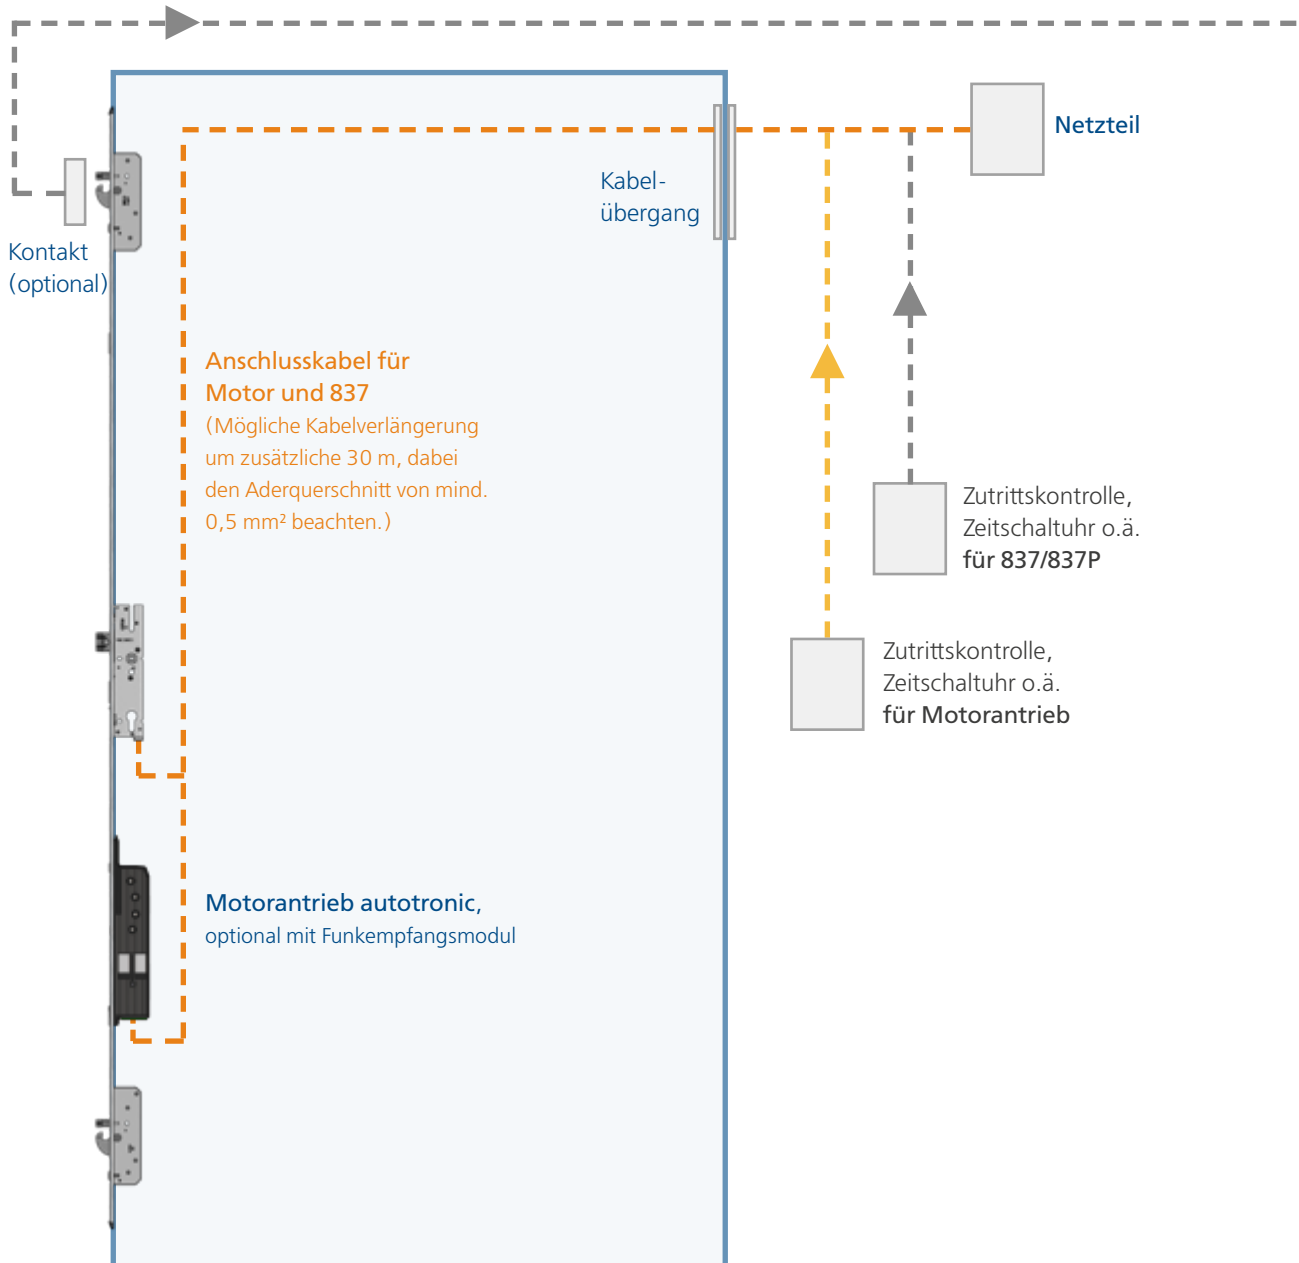 Netzteil
Kabel-
übergang
Kontakt
(optional)
Anschlusskabel für
Motor und 837
(Mögliche Kabelverlängerung
um zusätzliche 30 m, dabei
den Aderquerschnitt von mind.
0,5 mm² beachten.)
Zutrittskontrolle,
Zeitschaltuhr o.ä.
für 837/837P
Zutrittskontrolle,
Zeitschaltuhr o.ä.
für Motorantrieb
Motorantrieb autotronic,
optional mit Funkempfangsmodul